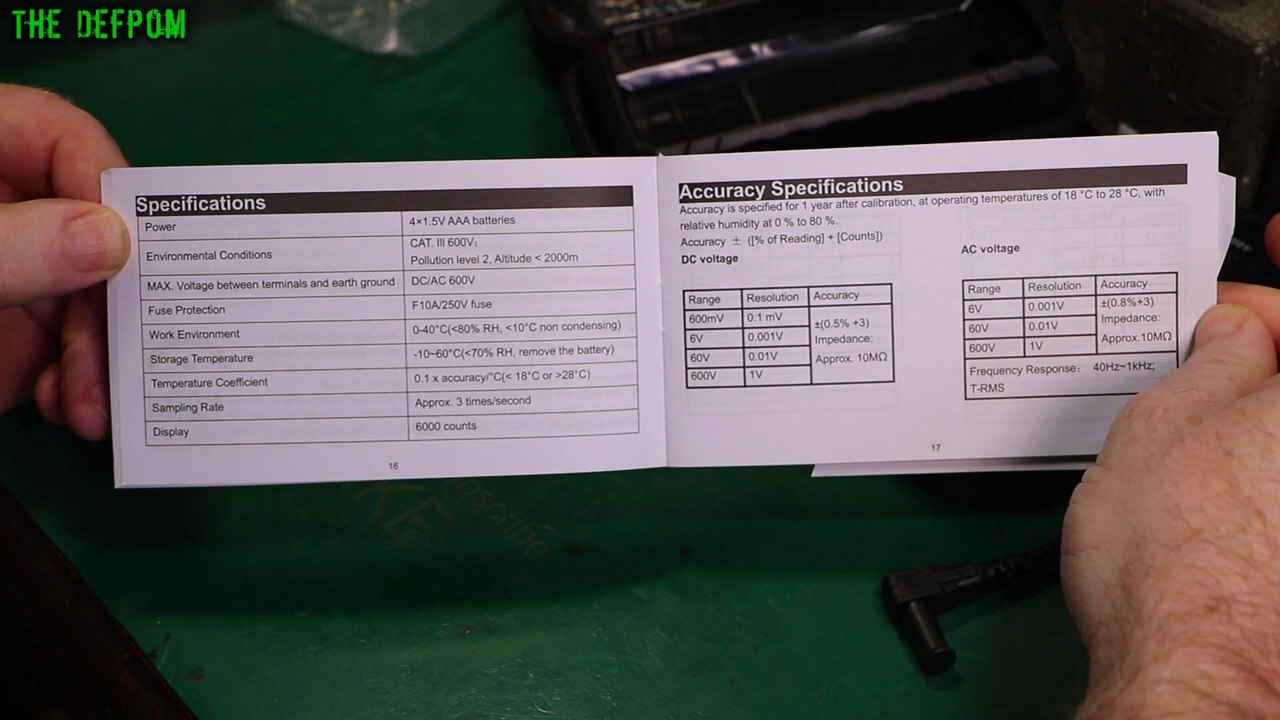 THE DEFPOM
Specifications
Power 4×1.5V AAA batteries
Environmental Conditions CAT. III 600V;
Pollution level 2, Altitude < 2000m
MAX. Voltage between terminals and earth ground DC/AC 600V
Fuse Protection F10A/250V fuse
Work Environment 0-40°C(<80% RH, <10°C non condensing)
Storage Temperature -10~60°C(<70% RH, remove the battery)
Temperature Coefficient 0.1 x accuracy/°C(< 18°C or >28°C)
Sampling Rate Approx. 3 times/second
Display 6000 counts
16
Accuracy Specifications
Accuracy is specified for 1 year after calibration, at operating temperatures of 18 °C to 28 °C, with
relative humidity at 0 % to 80 %.
Accuracy ± ([% of Reading] + [Counts])
DC voltage
Range Resolution Accuracy
600mV 0.1 mV
6V 0.001V
60V 0.01V
600V 1V
±(0.5% +3)
Impedance:
Approx. 10MΩ
AC voltage
Range Resolution Accuracy
6V 0.001V
60V 0.01V
600V 1V
±(0.8%+3)
Impedance:
Approx.10MΩ
Frequency Response: 40Hz~1kHz;
T-RMS
17